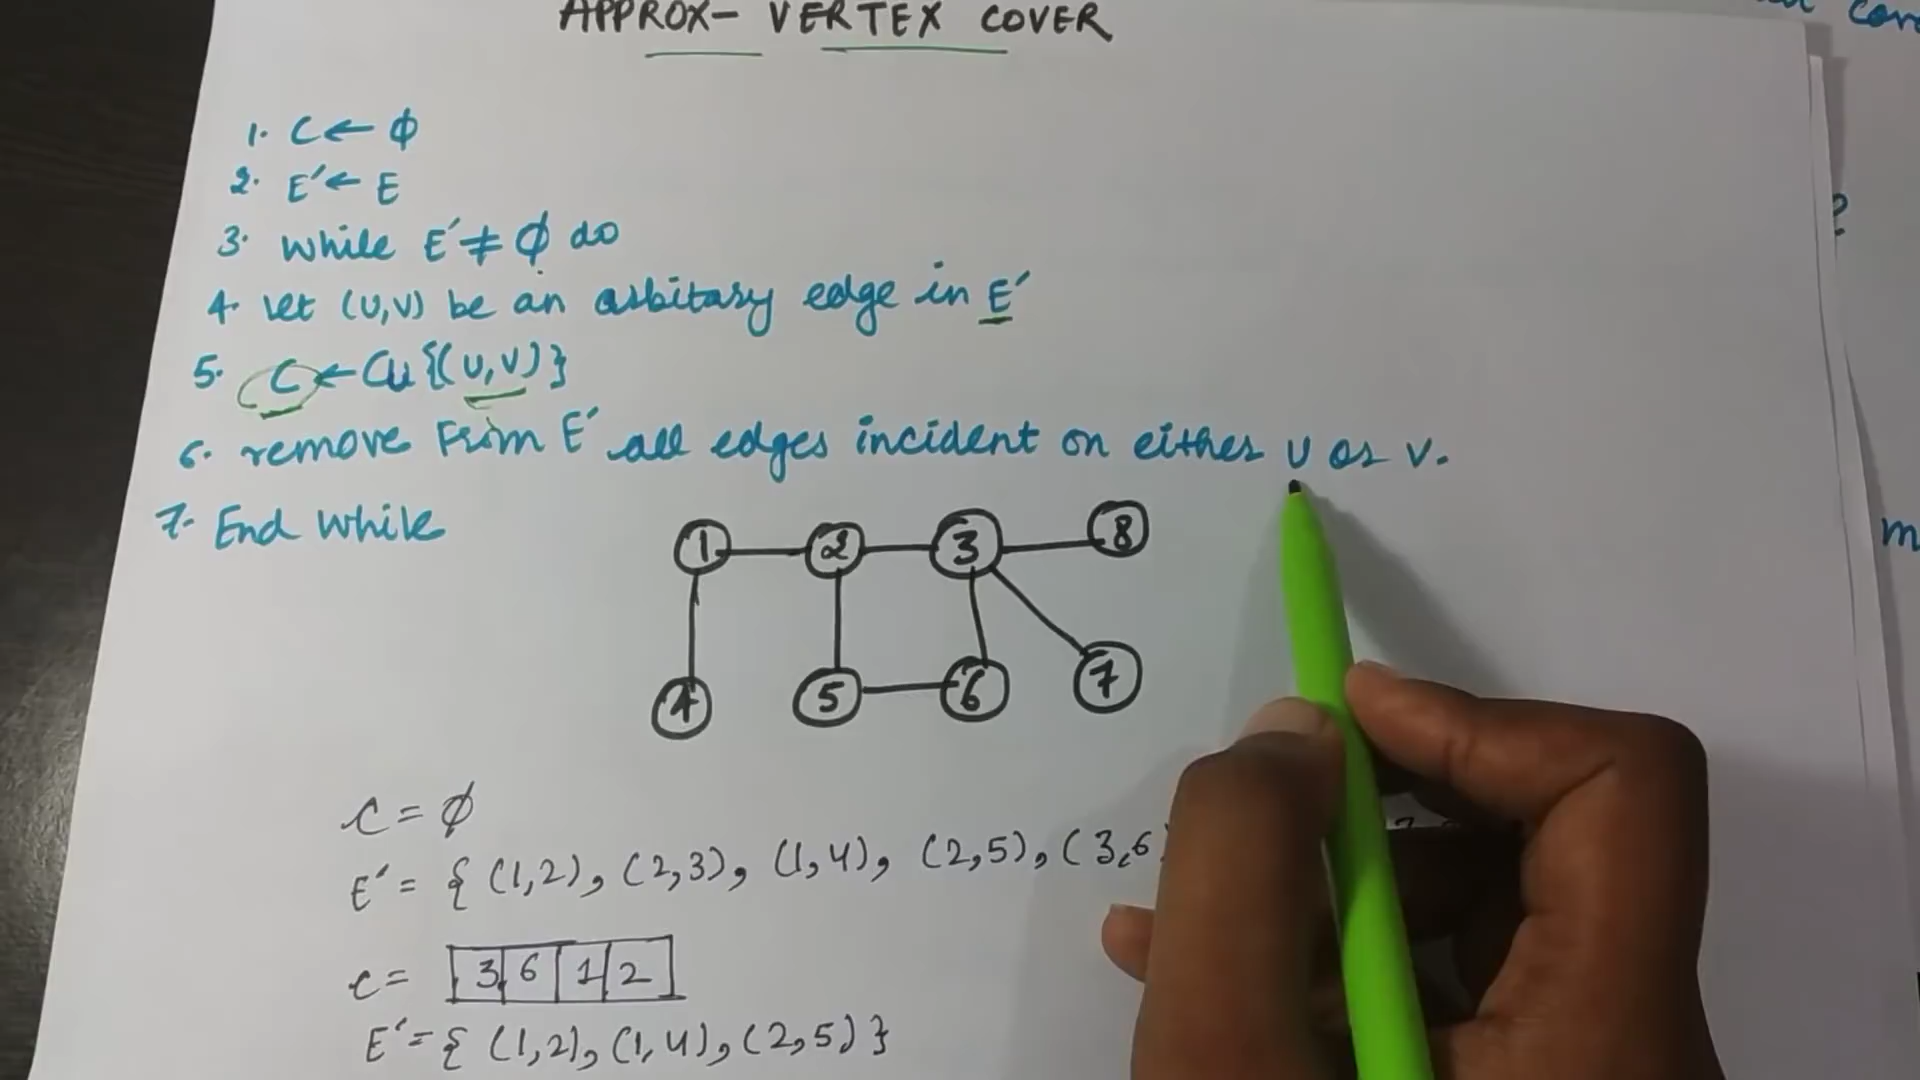 APPROX- VERTEX COVER
1. C ← ϕ
2. E′ ← E
3. while E′ ≠ ϕ do
4. Let (U,V) be an arbitary edge in E′
5. C ← C ∪ {(U,V)}
6. remove From E′ all edges incident on either U or V.
7. End while
1 2 3 8
4 5 6 7
C = ϕ
E′ = { (1,2), (2,3), (1,4), (2,5), (3,6)
C = 3 6 1 2
E′ = { (1,2), (1,4), (2,5) }